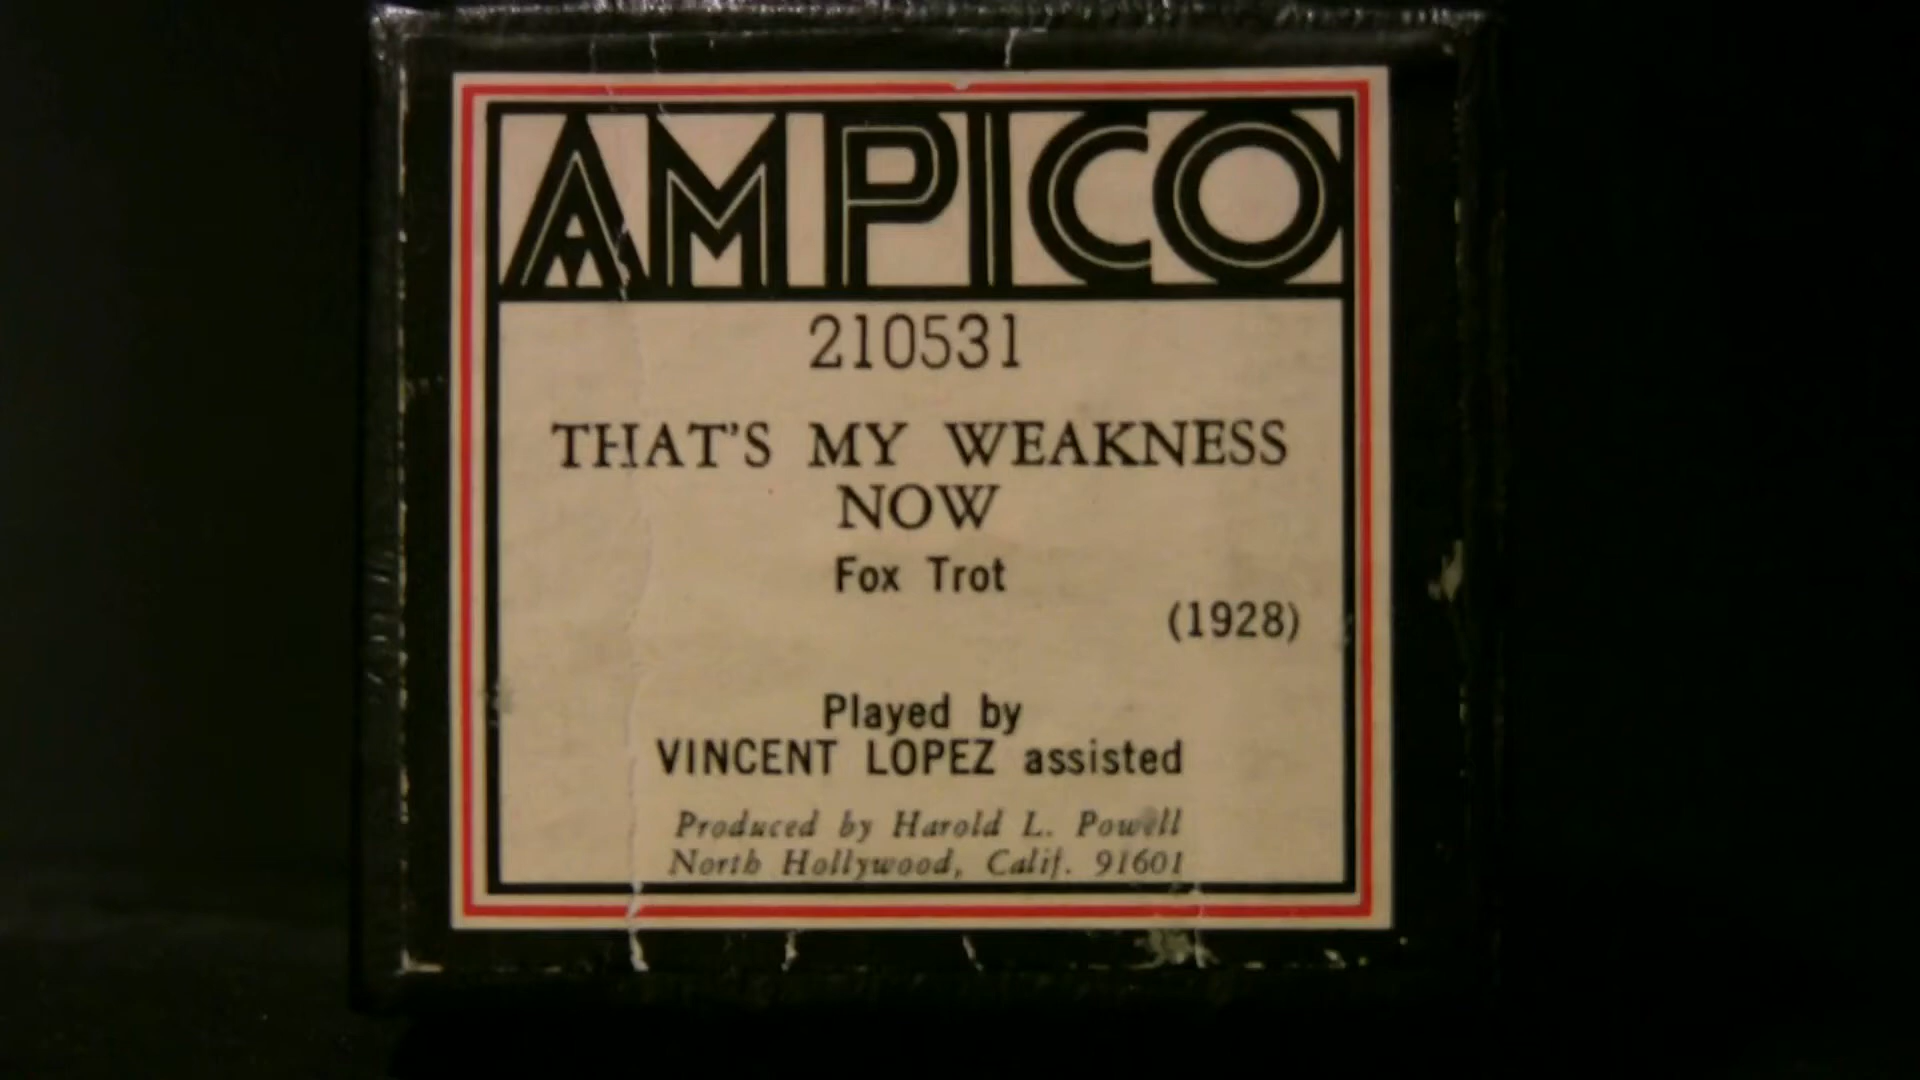 AMPICO
210531
THAT'S MY WEAKNESS
NOW
Fox Trot
(1928)
Played by
VINCENT LOPEZ assisted
Produced by Harold L. Powell
North Hollywood, Calif. 91601